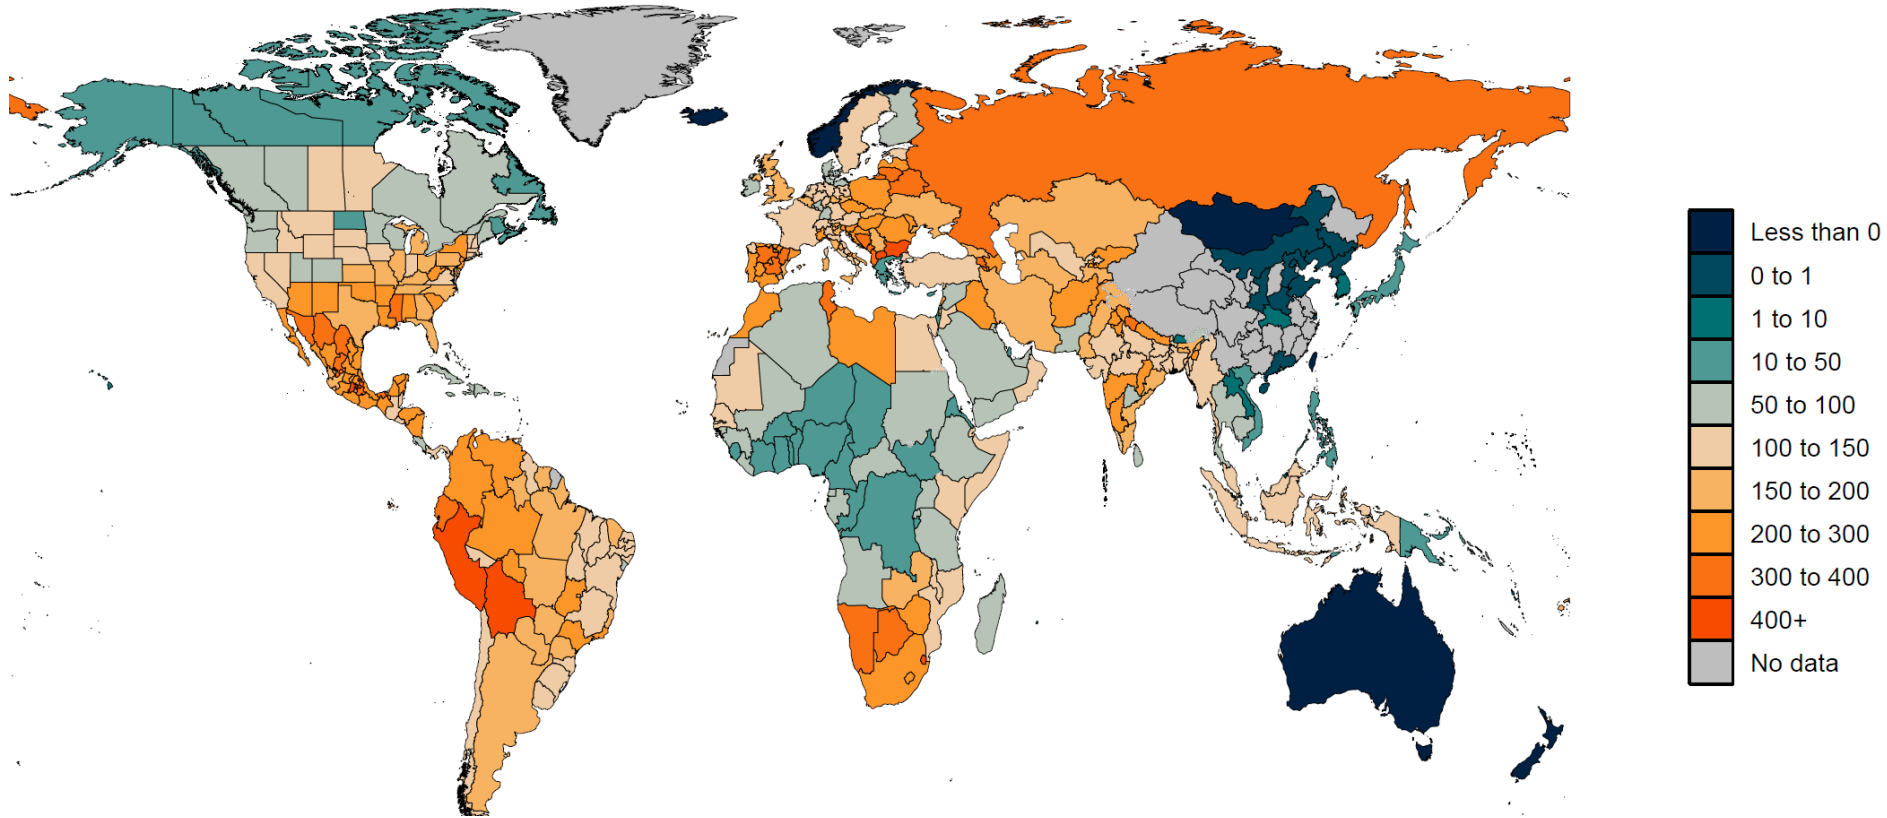 Less than 0
0 to 1
1 to 10
10 to 50
50 to 100
100 to 150
150 to 200
200 to 300
300 to 400
400+
No data